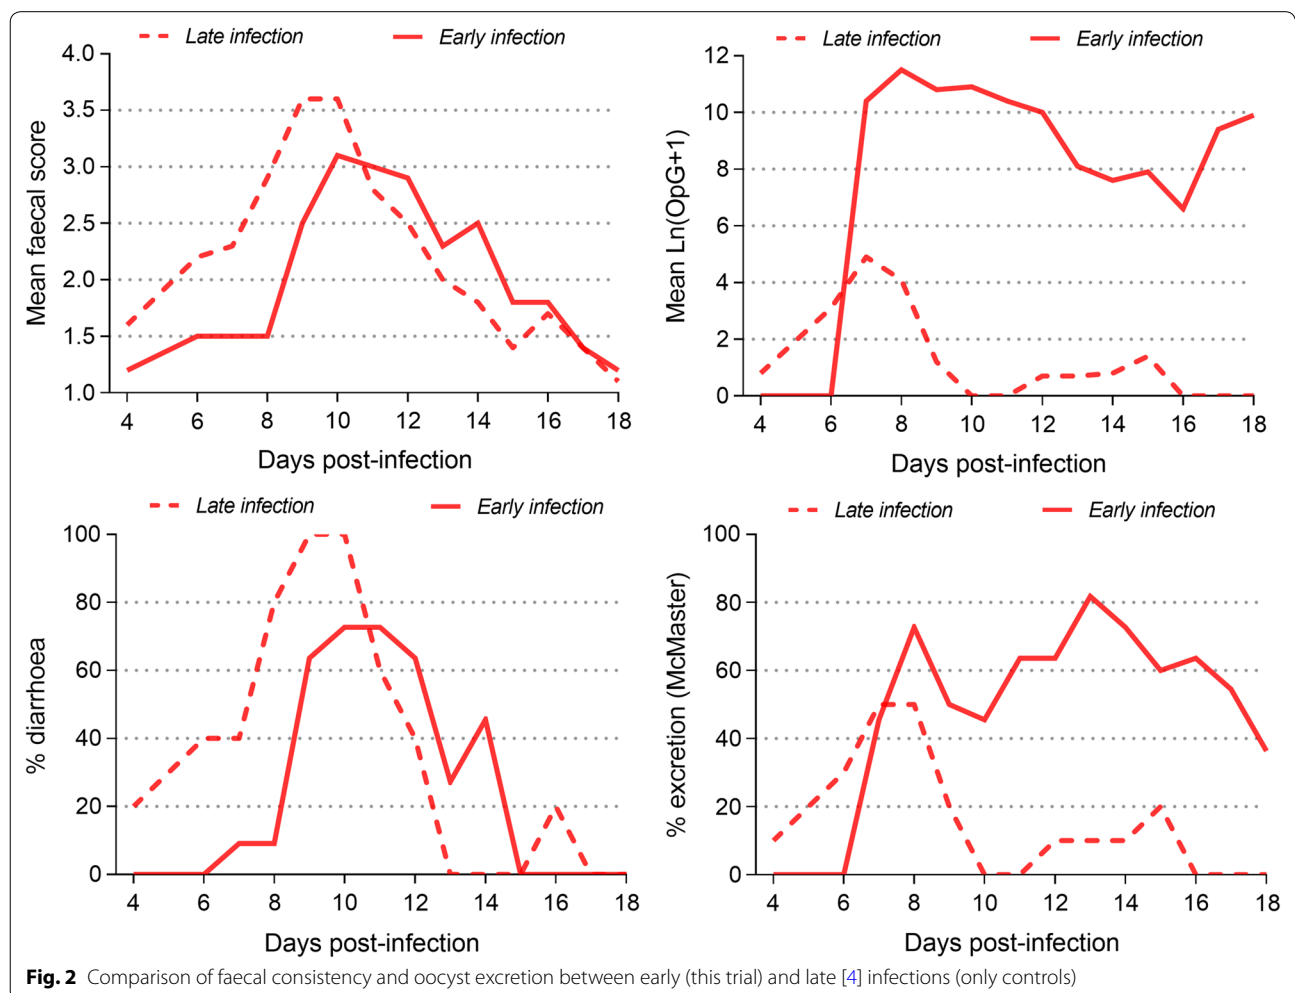 Late infection Early infection
4.0
3.5
3.0
2.5
2.0
1.5
1.0
Mean faecal score
4 6 8 10 12 14 16 18
Days post-infection
Late infection Early infection
12
10
8
6
4
2
0
Mean Ln(OpG+1)
4 6 8 10 12 14 16 18
Days post-infection
Late infection Early infection
100
80
60
40
20
0
% diarrhoea
4 6 8 10 12 14 16 18
Days post-infection
Late infection Early infection
100
80
60
40
20
0
% excretion (McMaster)
4 6 8 10 12 14 16 18
Days post-infection
Fig. 2 Comparison of faecal consistency and oocyst excretion between early (this trial) and late [4] infections (only controls)